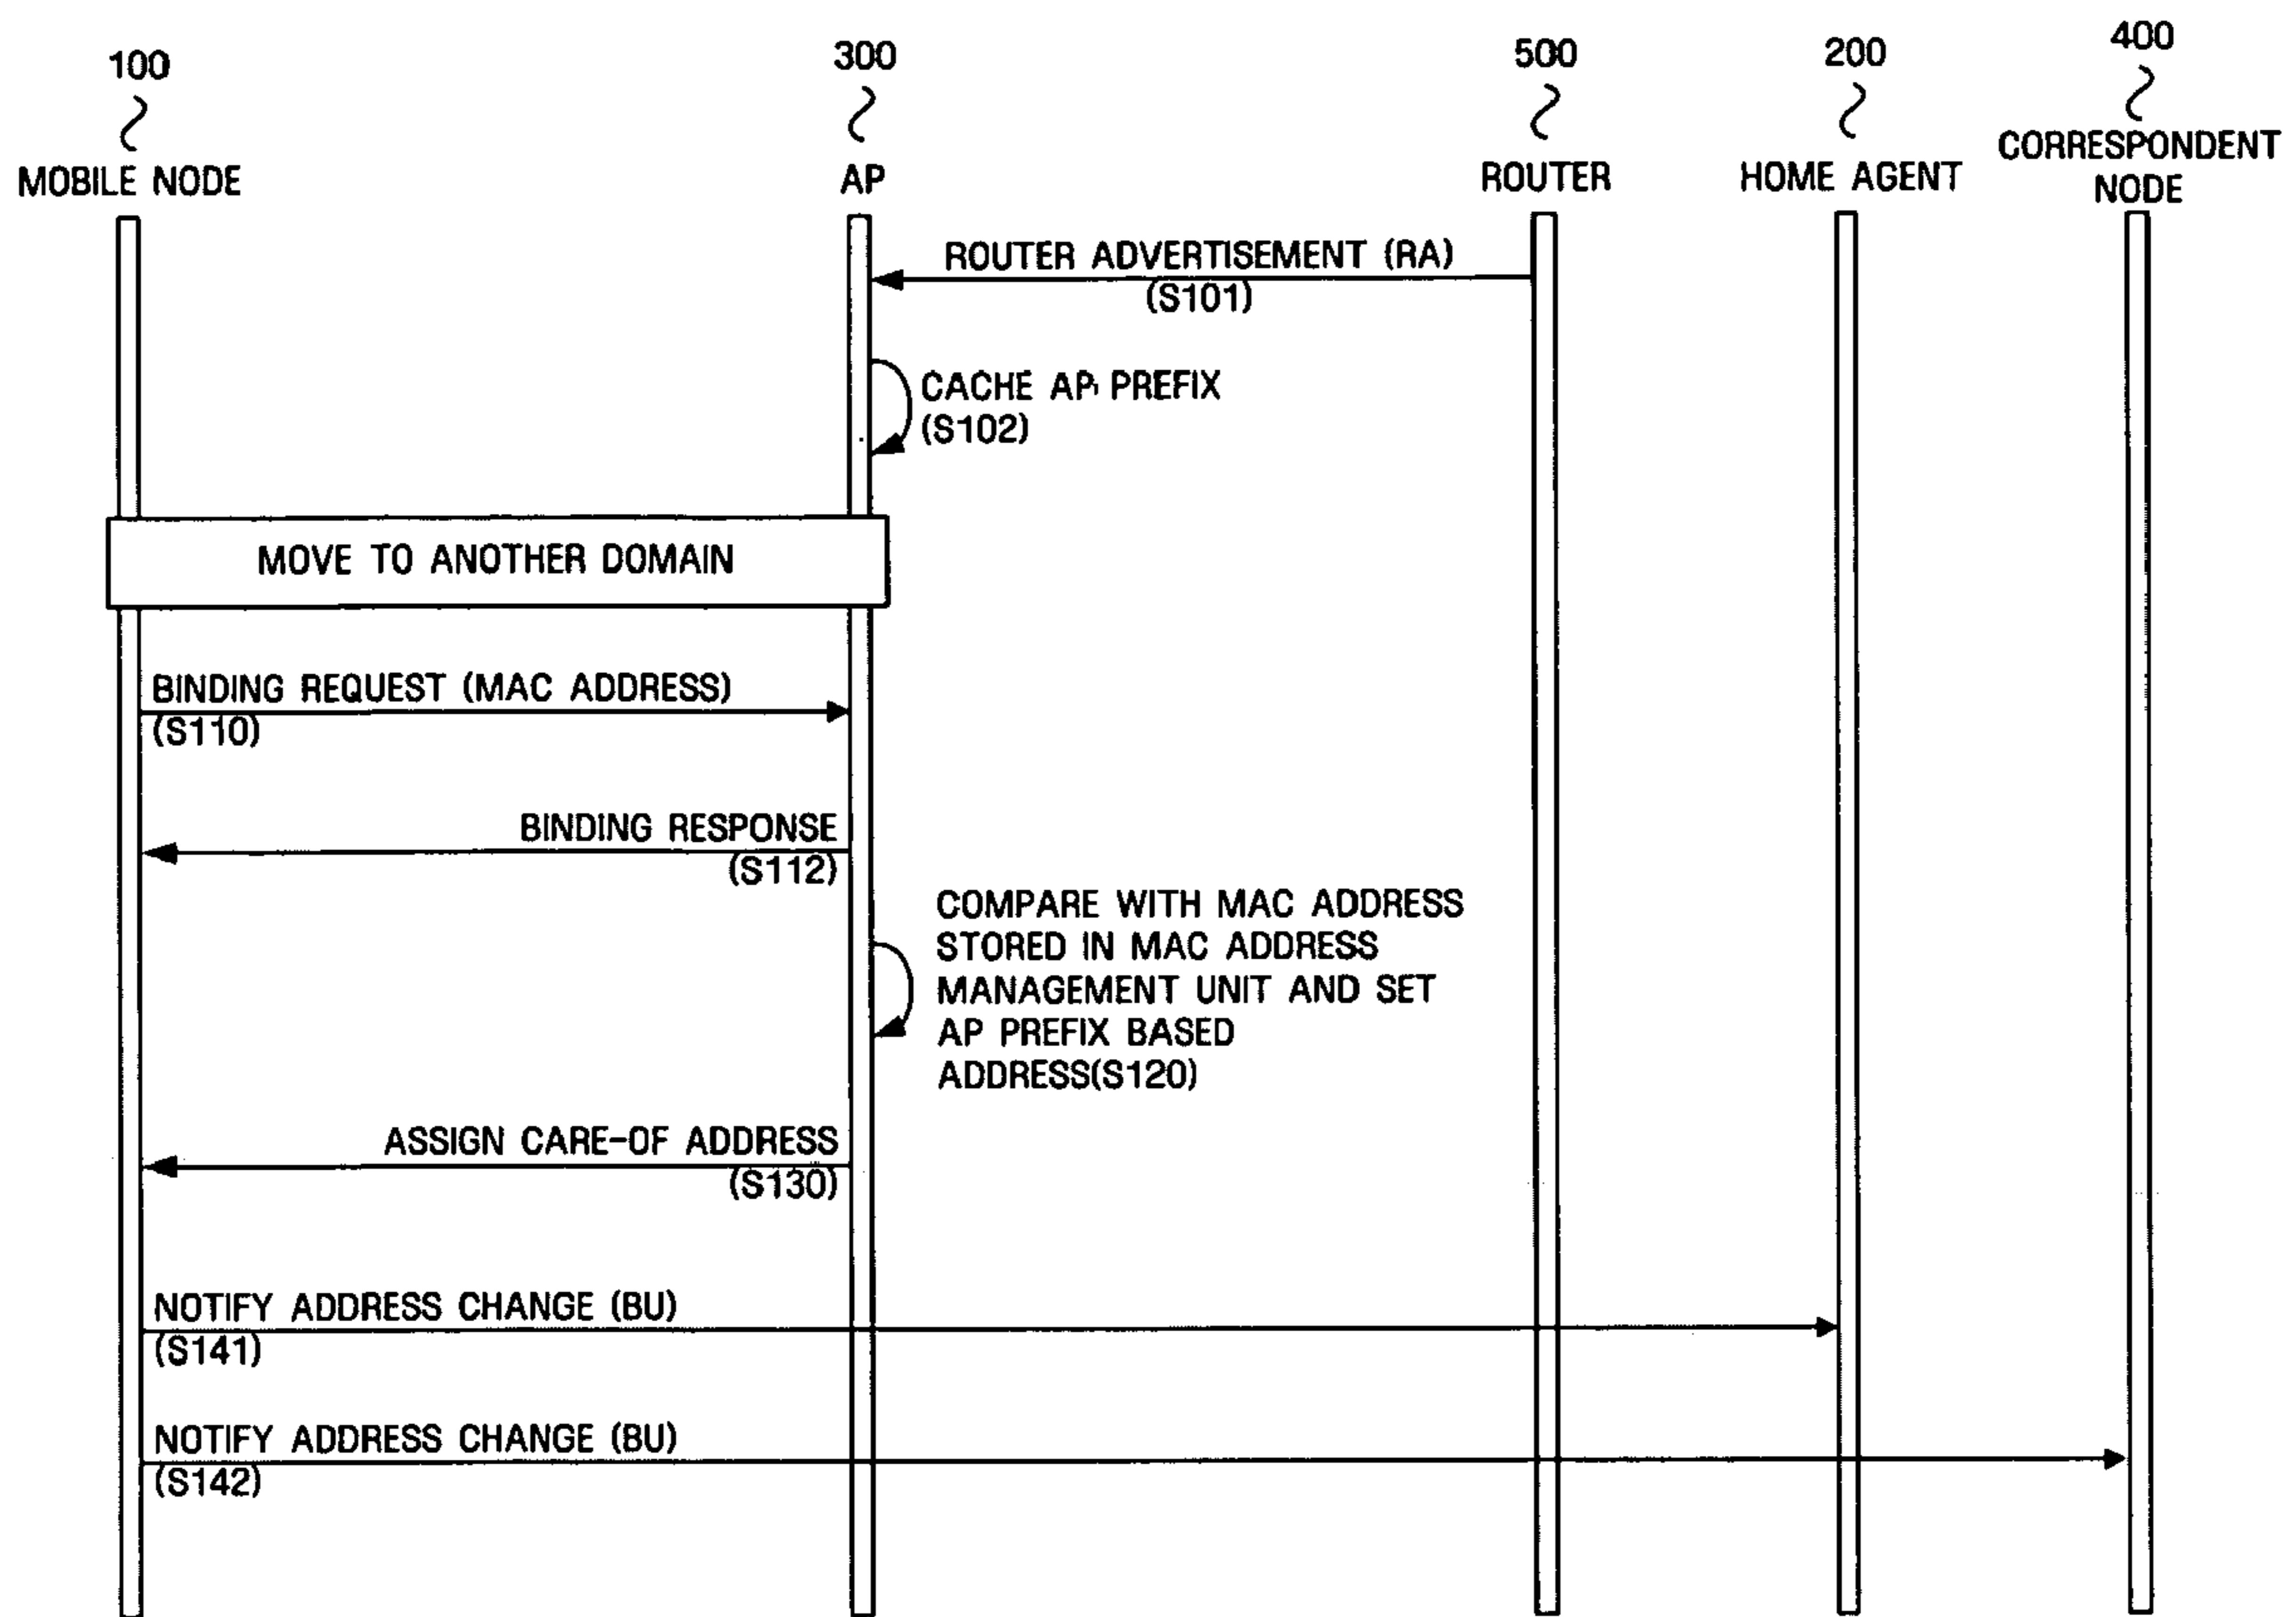 100
300
500
200
400
MOBILE NODE
AP
ROUTER
HOME AGENT
CORRESPONDENT
NODE
ROUTER ADVERTISEMENT (RA)
(S101)
CACHE AP PREFIX
(S102)
MOVE TO ANOTHER DOMAIN
BINDING REQUEST (MAC ADDRESS)
(S110)
BINDING RESPONSE
(S112)
COMPARE WITH MAC ADDRESS
STORED IN MAC ADDRESS
MANAGEMENT UNIT AND SET
AP PREFIX BASED
ADDRESS(S120)
ASSIGN CARE-OF ADDRESS
(S130)
NOTIFY ADDRESS CHANGE (BU)
(S141)
NOTIFY ADDRESS CHANGE (BU)
(S142)